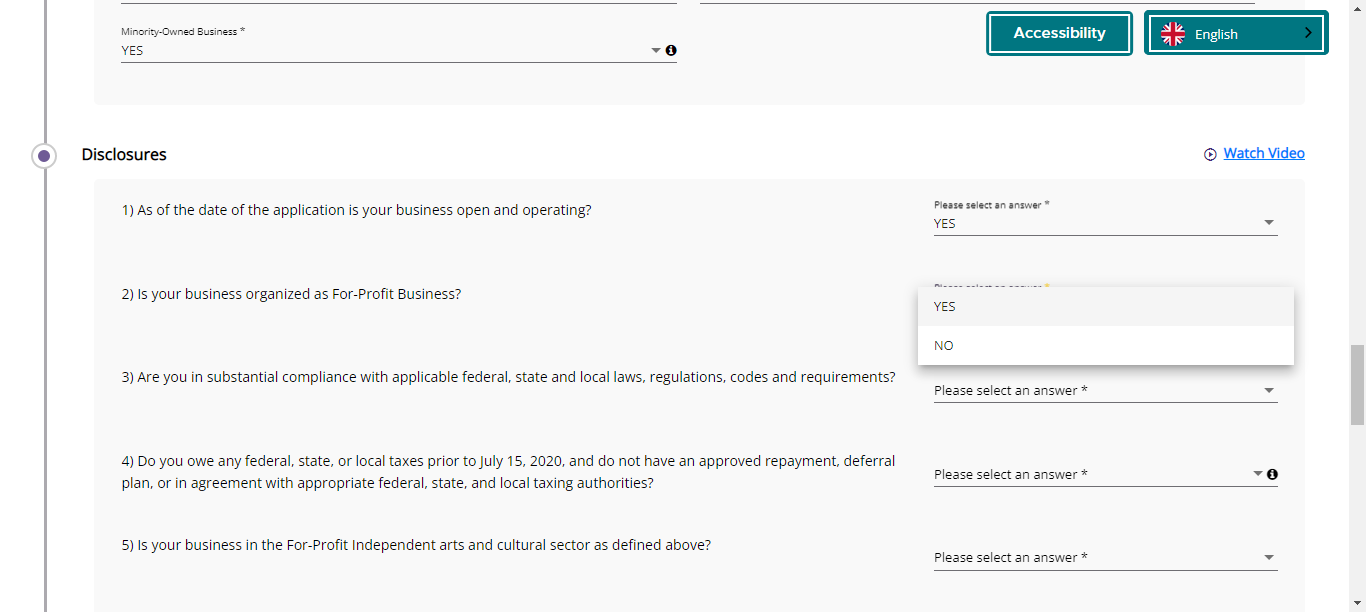 Minority-Owned Business *
YES
Accessibility
English
Disclosures
Watch Video
1) As of the date of the application is your business open and operating?
Please select an answer *
YES
2) Is your business organized as For-Profit Business?
Please select an answer *
YES
NO
3) Are you in substantial compliance with applicable federal, state and local laws, regulations, codes and requirements?
Please select an answer *
4) Do you owe any federal, state, or local taxes prior to July 15, 2020, and do not have an approved repayment, deferral
plan, or in agreement with appropriate federal, state, and local taxing authorities?
Please select an answer *
5) Is your business in the For-Profit Independent arts and cultural sector as defined above?
Please select an answer *